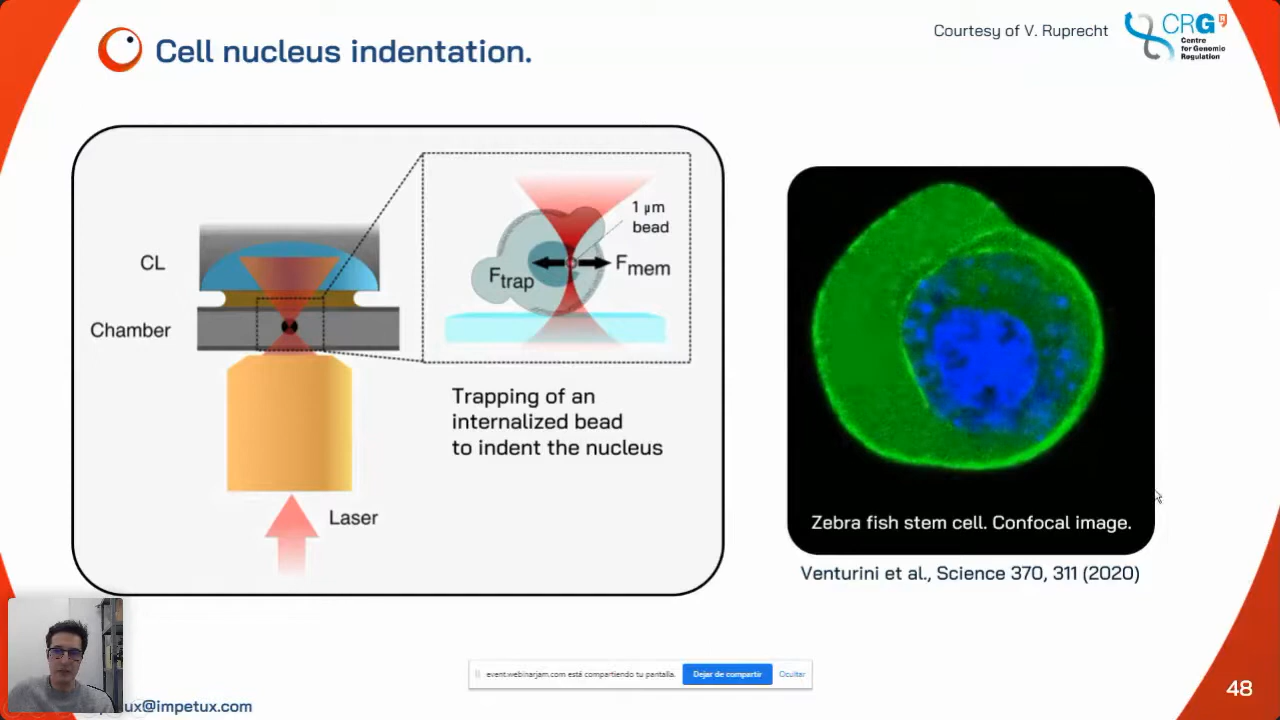 Cell nucleus indentation.
Courtesy of V. Ruprecht
CRG
Centre
for Genomic
Regulation
CL
Chamber
1 μm
bead
Ftrap
Fmem
Trapping of an
internalized bead
to indent the nucleus
Laser
Zebra fish stem cell. Confocal image.
Venturini et al., Science 370, 311 (2020)
event.webinarjam.com está compartiendo tu pantalla.
Dejar de compartir
Ocultar
ux@impetux.com
48